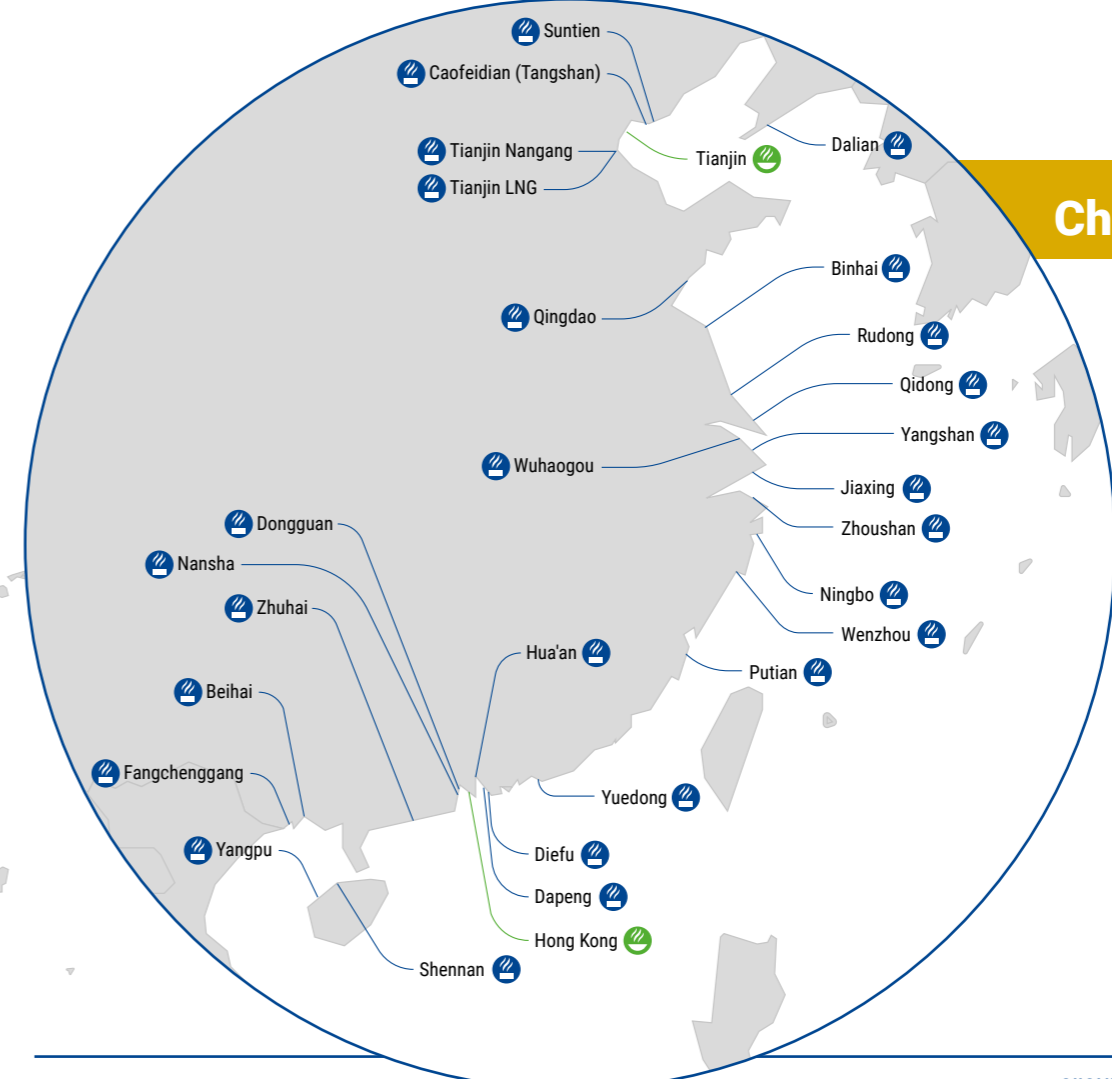 Suntien
Caofeidian (Tangshan)
Tianjin Nangang
Tianjin LNG
Tianjin
Dalian
Ch
Binhai
Qingdao
Rudong
Qidong
Yangshan
Wuhaogou
Jiaxing
Zhoushan
Dongguan
Nansha
Zhuhai
Ningbo
Wenzhou
Hua'an
Putian
Beihai
Fangchenggang
Yuedong
Yangpu
Diefu
Dapeng
Hong Kong
Shennan